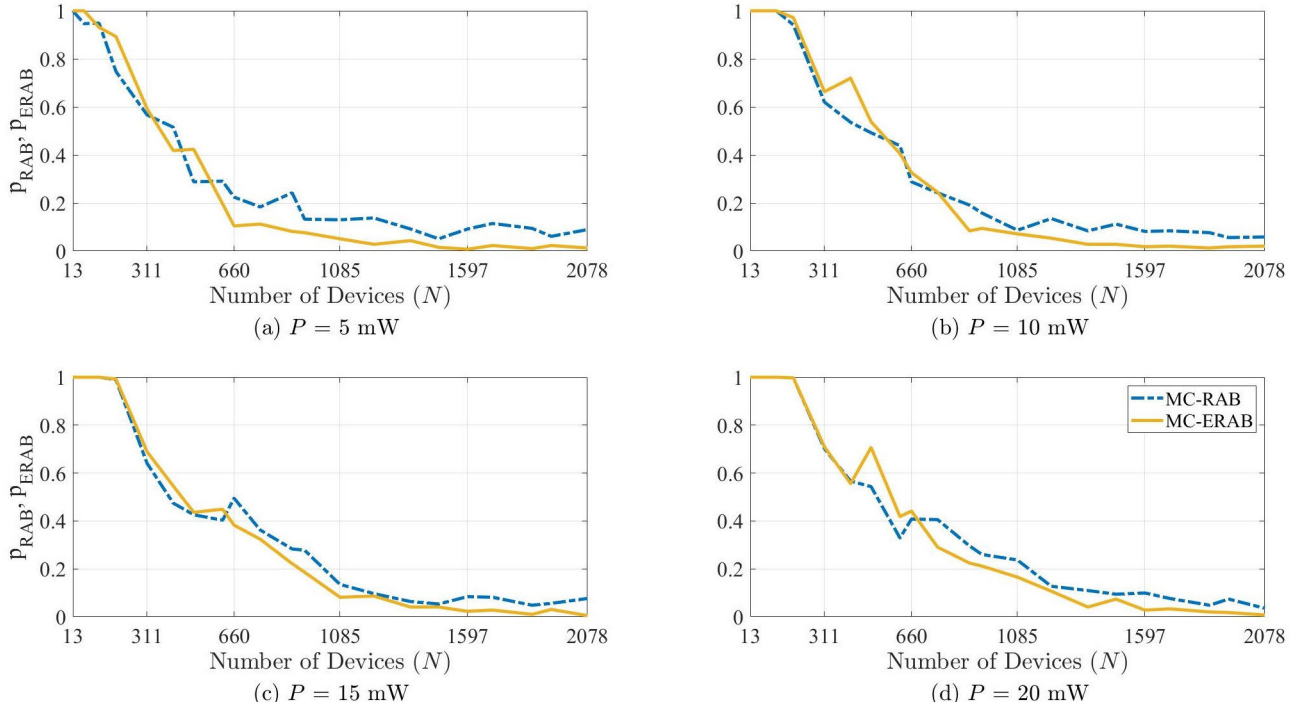 1
0.8
0.6
0.4
0.2
0
p_RAB, p_ERAB
13 311 660 1085 1597 2078
Number of Devices (N)
(a) P = 5 mW
1
0.8
0.6
0.4
0.2
0
13 311 660 1085 1597 2078
Number of Devices (N)
(b) P = 10 mW
1
0.8
0.6
0.4
0.2
0
p_RAB, p_ERAB
13 311 660 1085 1597 2078
Number of Devices (N)
(c) P = 15 mW
1
0.8
0.6
0.4
0.2
0
MC-RAB
MC-ERAB
13 311 660 1085 1597 2078
Number of Devices (N)
(d) P = 20 mW